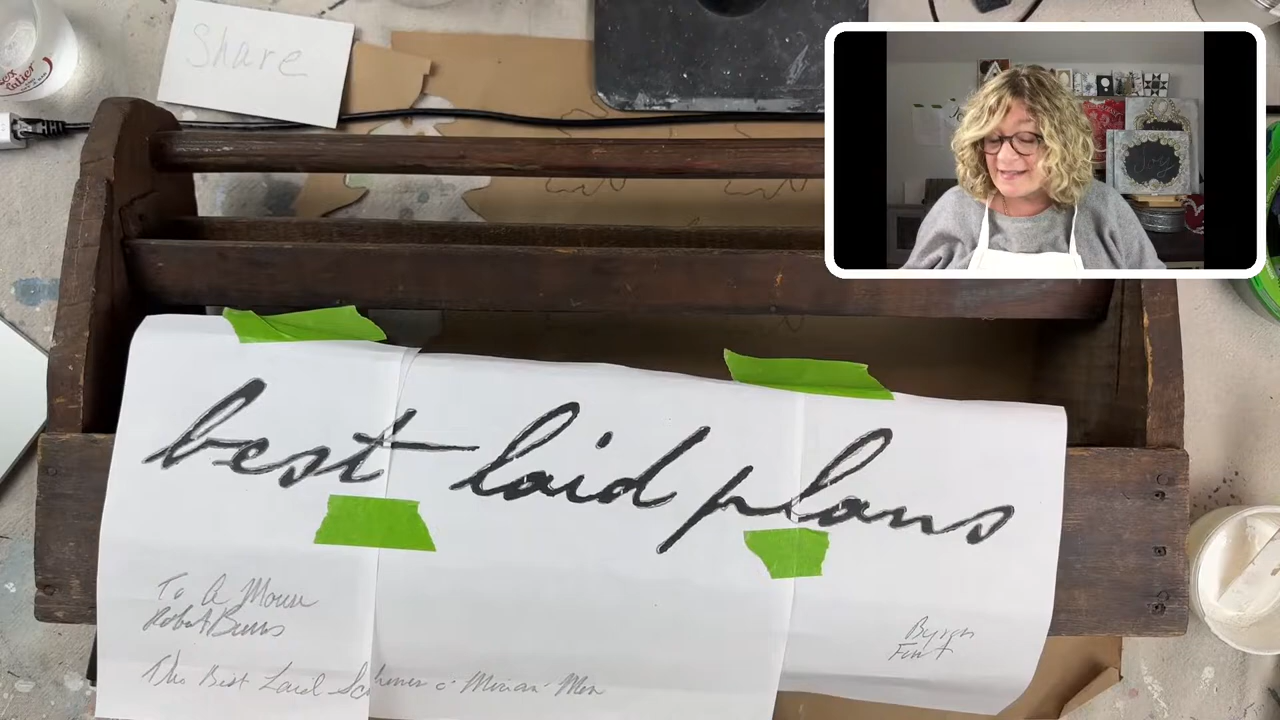 Share
best laid plans
To A Mouse
Robert Burns
The Best Laid Schemes o' Mice an' Men
Byron
Font